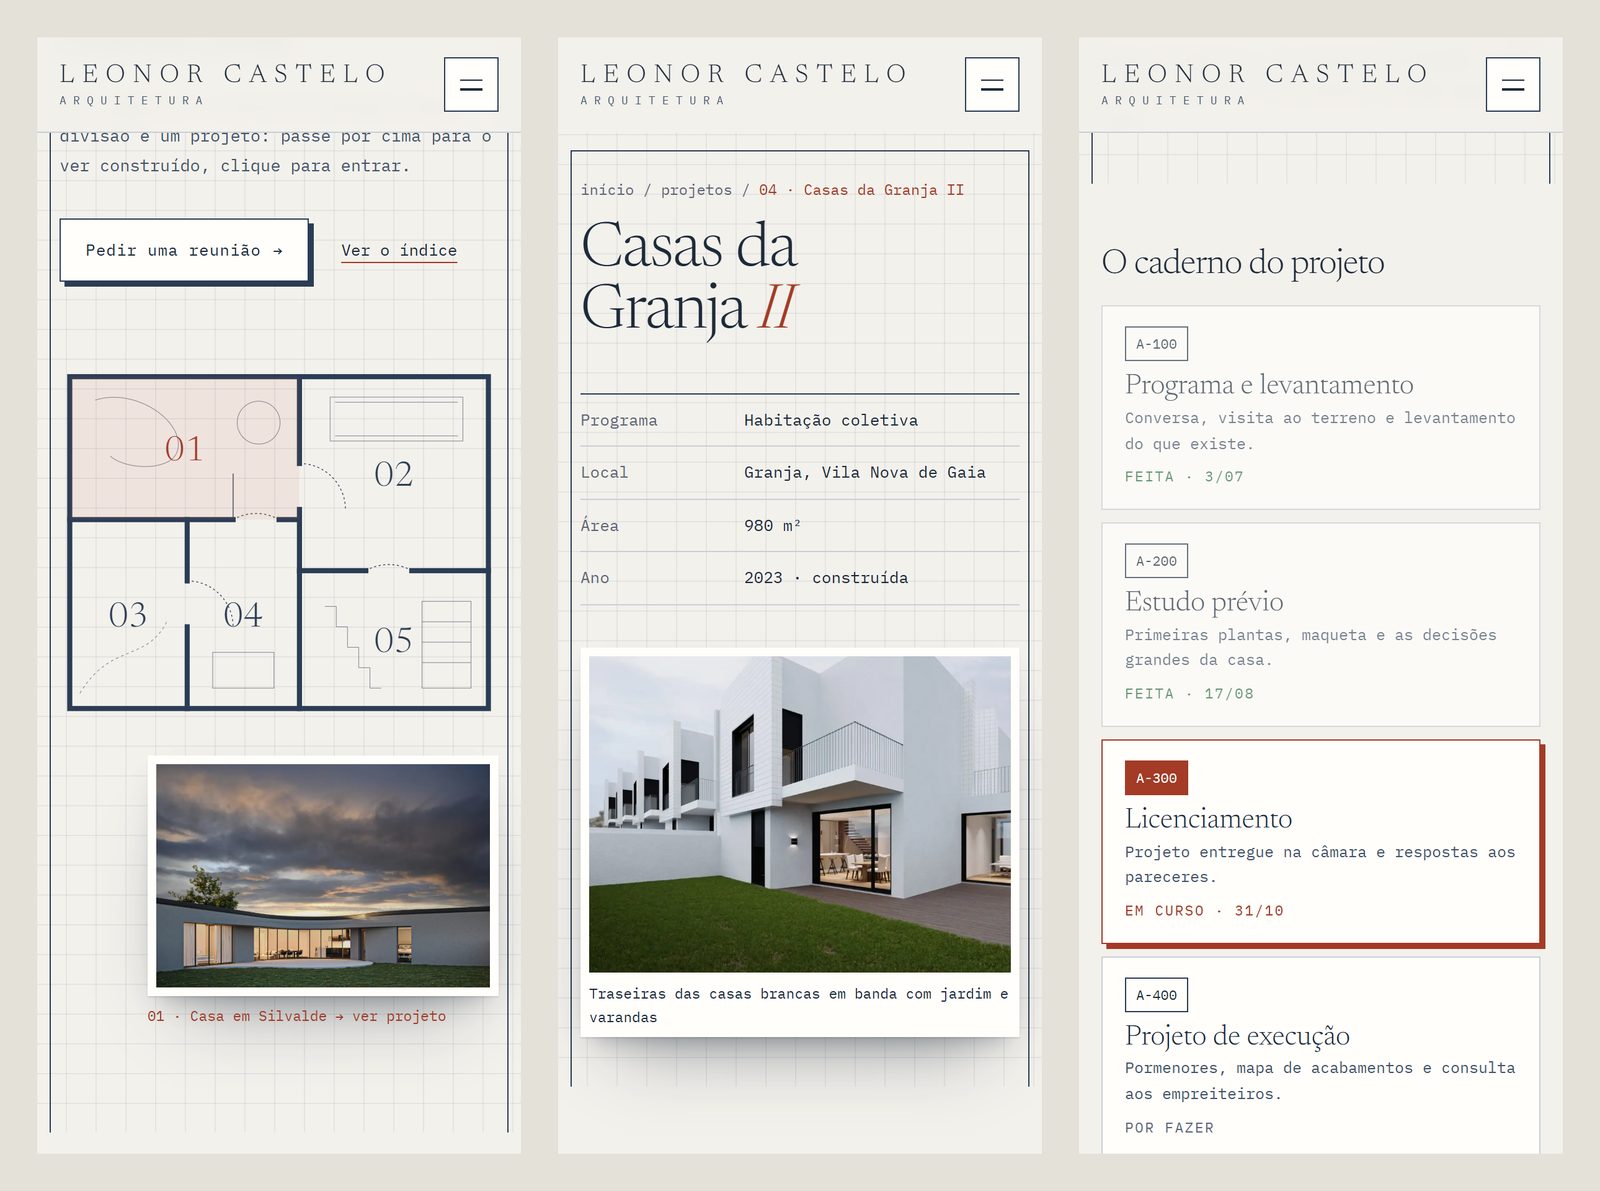 LEONOR CASTELO
ARQUITETURA
divisão é um projeto: passe por cima para o
ver construído, clique para entrar.
Pedir uma reunião →
Ver o índice
01
02
03
04
05
01 · Casa em Silvalde → ver projeto
LEONOR CASTELO
ARQUITETURA
início / projetos / 04 · Casas da Granja II
Casas da
Granja II
Programa
Habitação coletiva
Local
Granja, Vila Nova de Gaia
Área
980 m²
Ano
2023 · construída
Traseiras das casas brancas em banda com jardim e
varandas
LEONOR CASTELO
ARQUITETURA
O caderno do projeto
A-100
Programa e levantamento
Conversa, visita ao terreno e levantamento
do que existe.
FEITA · 3/07
A-200
Estudo prévio
Primeiras plantas, maqueta e as decisões
grandes da casa.
FEITA · 17/08
A-300
Licenciamento
Projeto entregue na câmara e respostas aos
pareceres.
EM CURSO · 31/10
A-400
Projeto de execução
Pormenores, mapa de acabamentos e consulta
aos empreiteiros.
POR FAZER